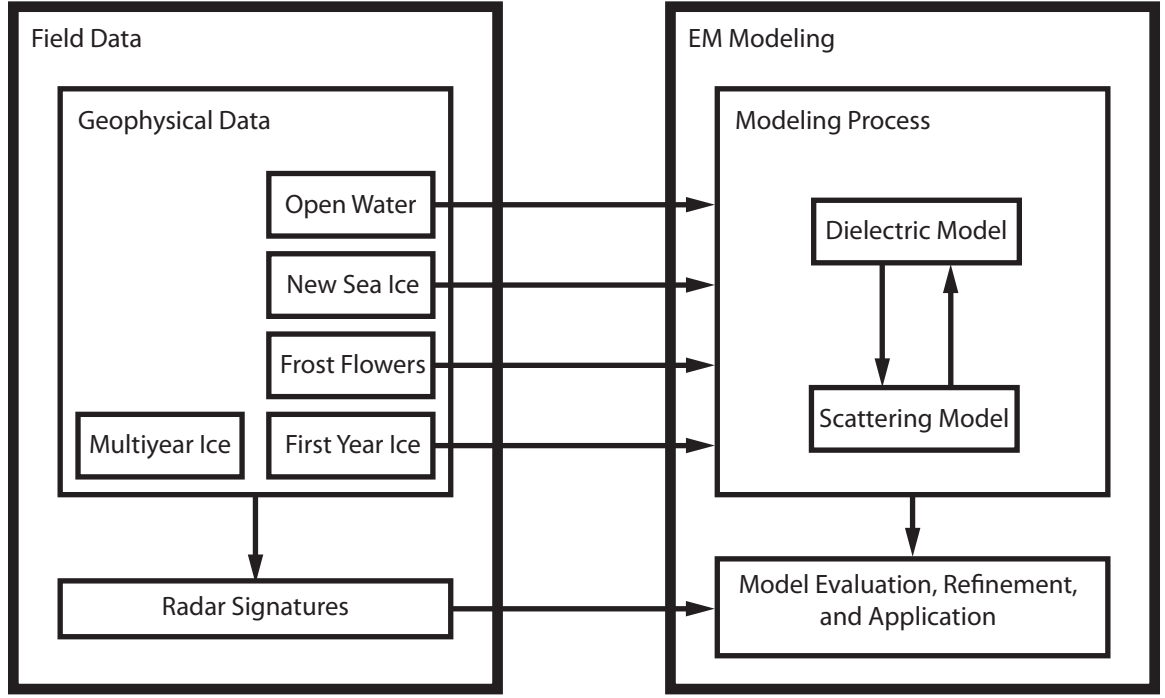 Field Data
Geophysical Data
Open Water
New Sea Ice
Frost Flowers
Multiyear Ice
First Year Ice
Radar Signatures
EM Modeling
Modeling Process
Dielectric Model
Scattering Model
Model Evaluation, Refinement,
and Application